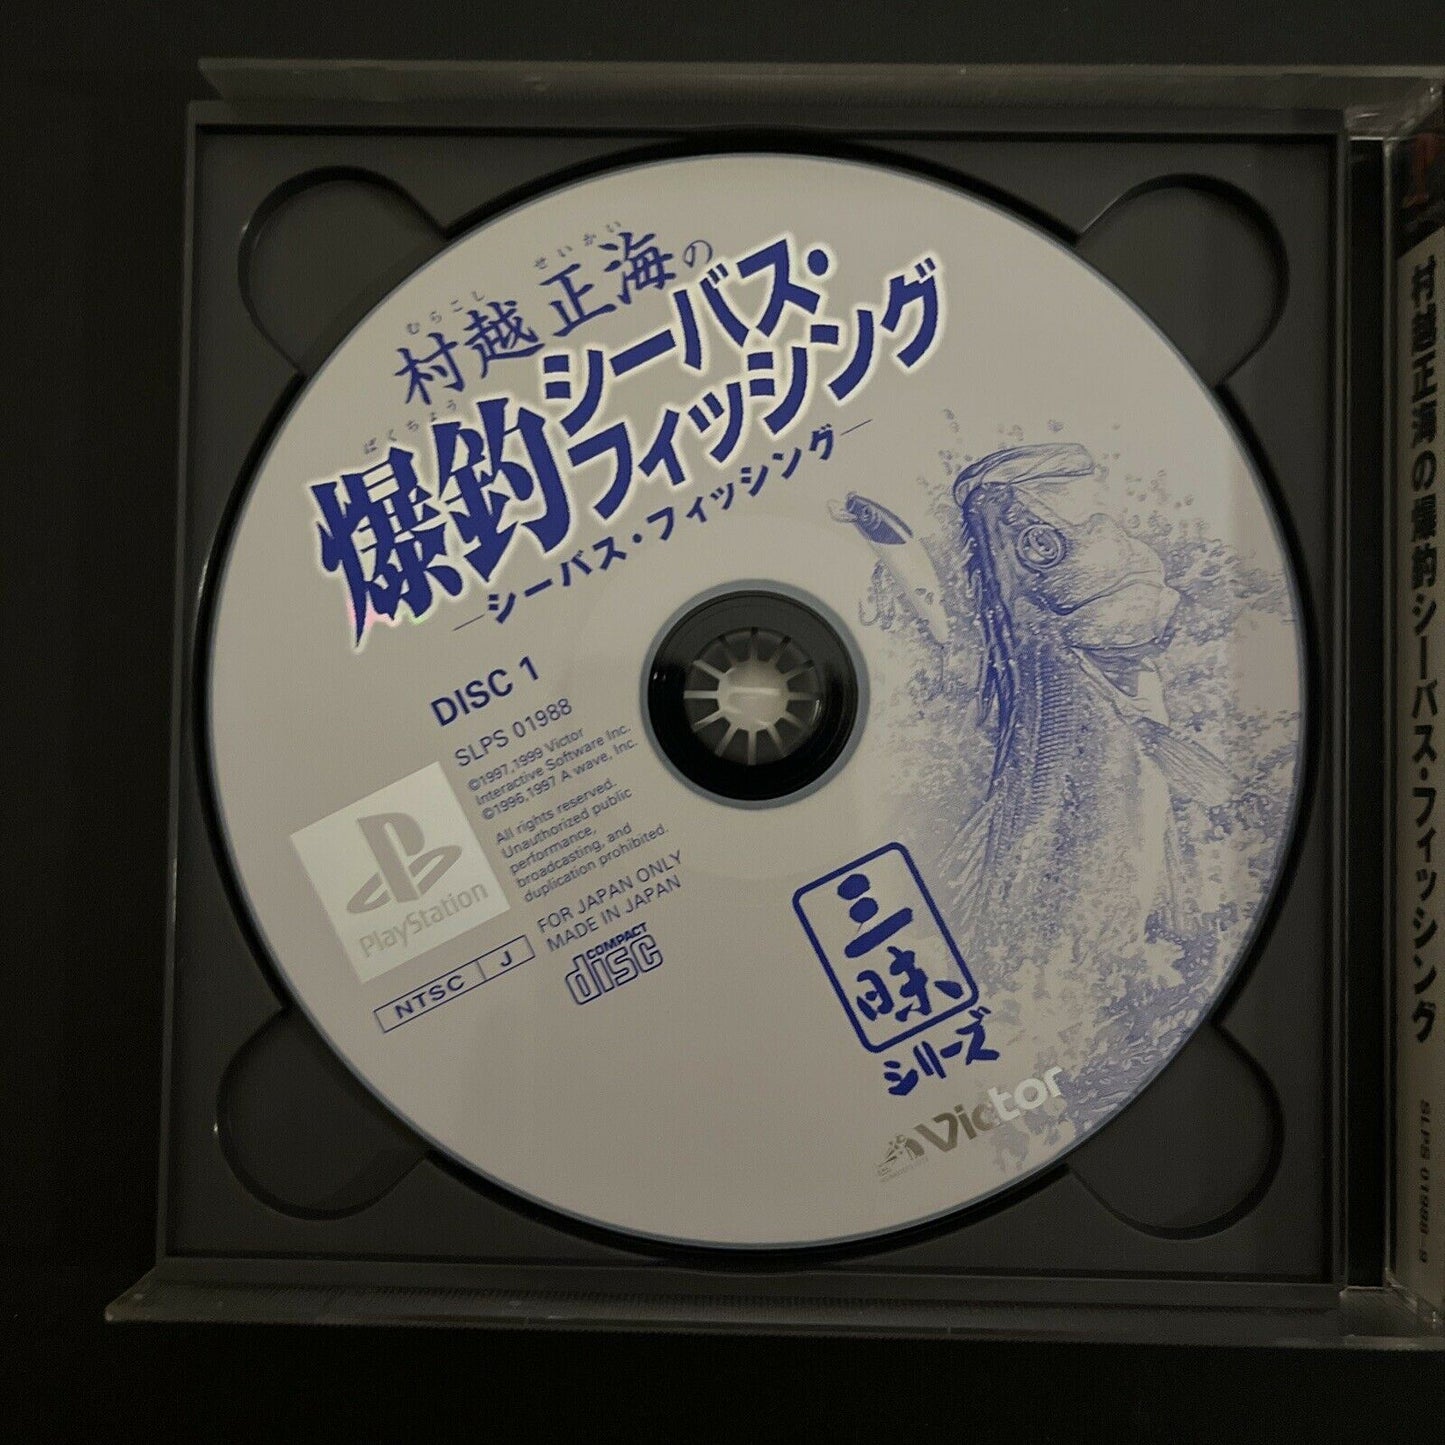 むらこし せいかい
村越正海の
ばくちょう
爆釣シーバス・
フィッシング
―シーバス・フィッシング―
DISC 1
SLPS 01988
©1997,1999 Victor
Interactive Software Inc.
©1996,1997 A wave, Inc.
All rights reserved.
Unauthorized public
performance,
broadcasting, and
duplication prohibited.
FOR JAPAN ONLY
MADE IN JAPAN
PlayStation
NTSC J
COMPACT
disc
三昧
シリーズ
Victor
村越正海の爆釣シーバス・フィッシング
SLPS 01988-9